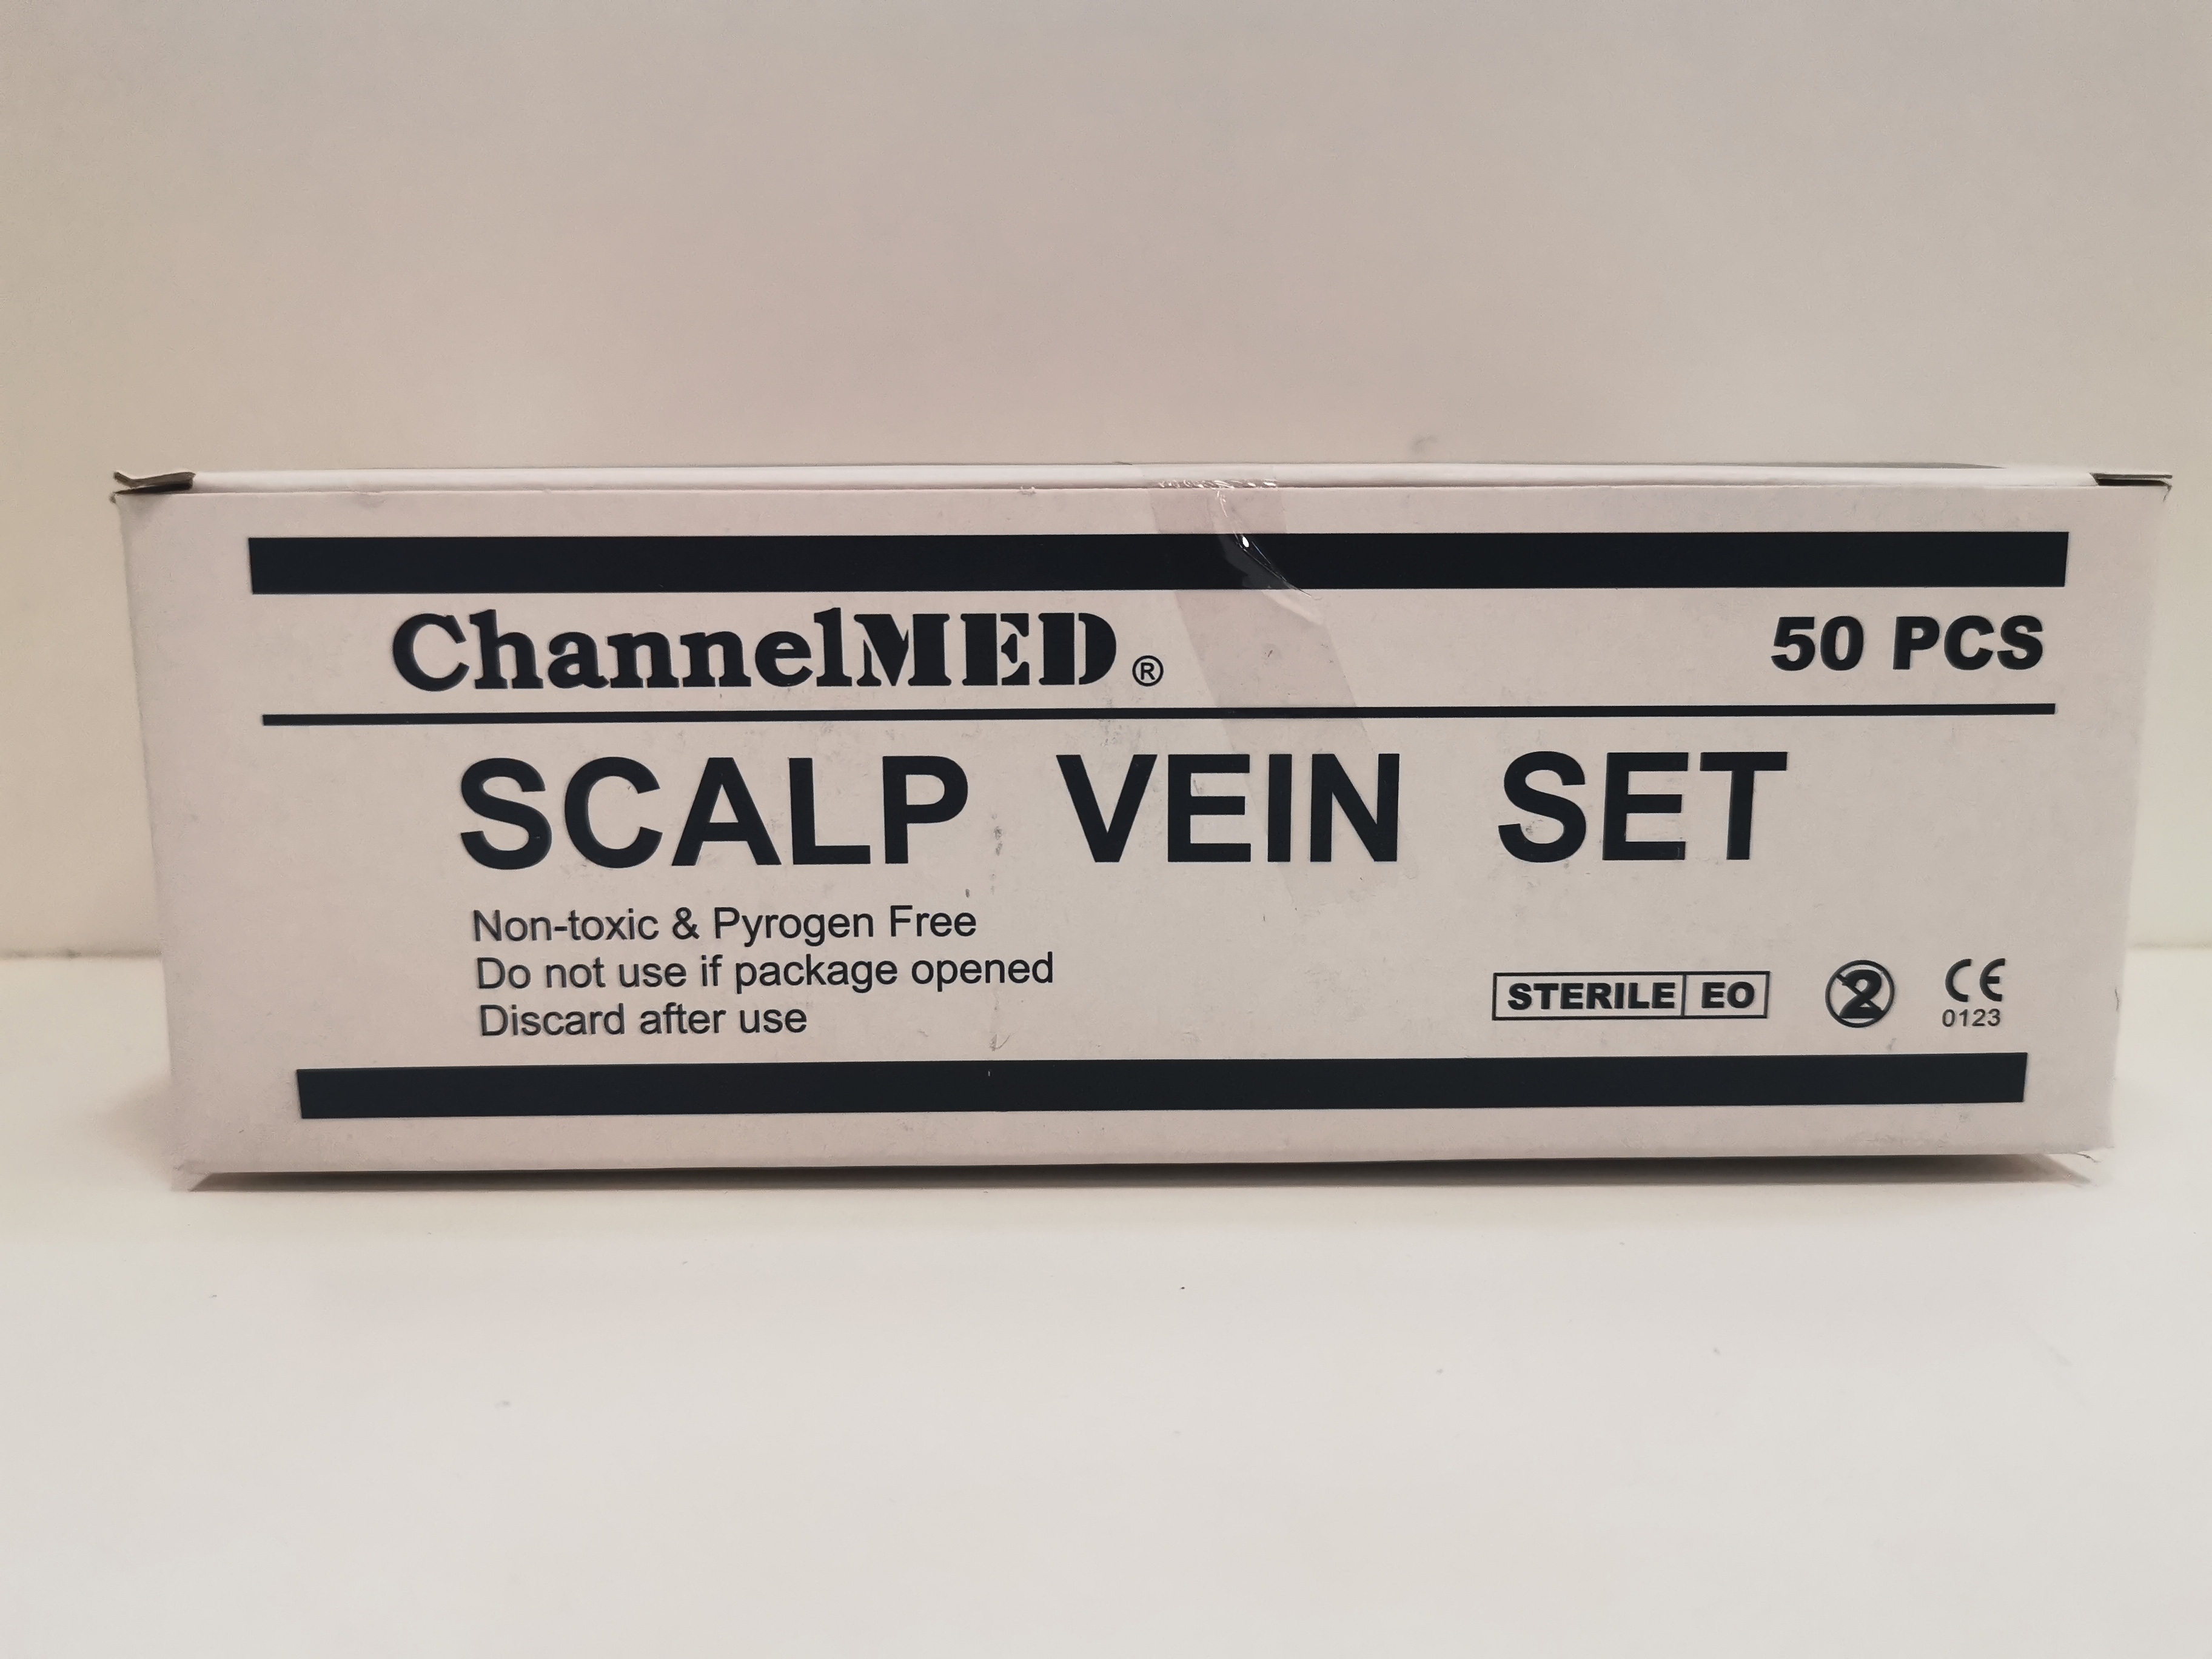 ChannelMED® 50 PCS
SCALP VEIN SET
Non-toxic & Pyrogen Free
Do not use if package opened
Discard after use
STERILE EO 2 CE
0123